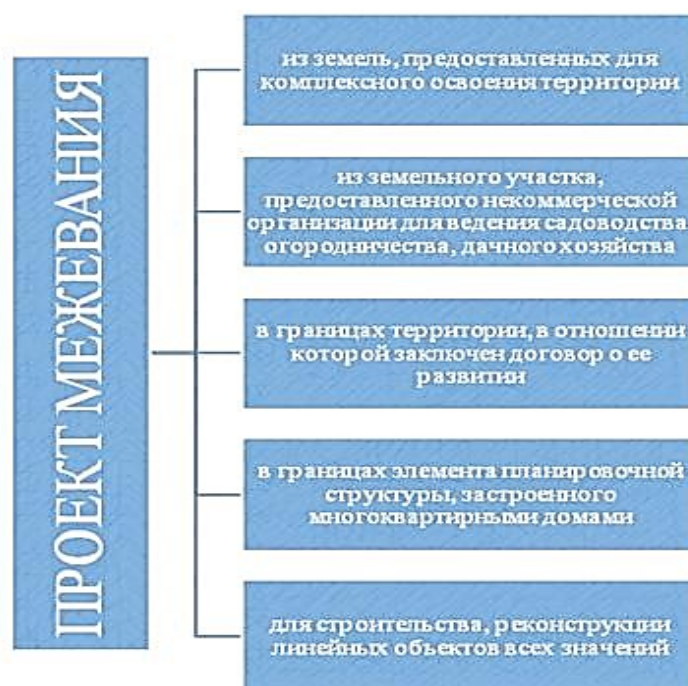 ПРОЕКТ МЕЖЕВАНИЯ
из земель, предоставленных для
комплексного освоения территории
из земельного участка,
предоставленного некоммерческой
организации для ведения садоводства
огородничества, дачного хозяйства
в границах территории, в отношении
которой заключен договор о ее
развитии
в границах элемента планировочной
структуры, застроенного
многоквартирными домами
для строительства, реконструкции
линейных объектов всех значений